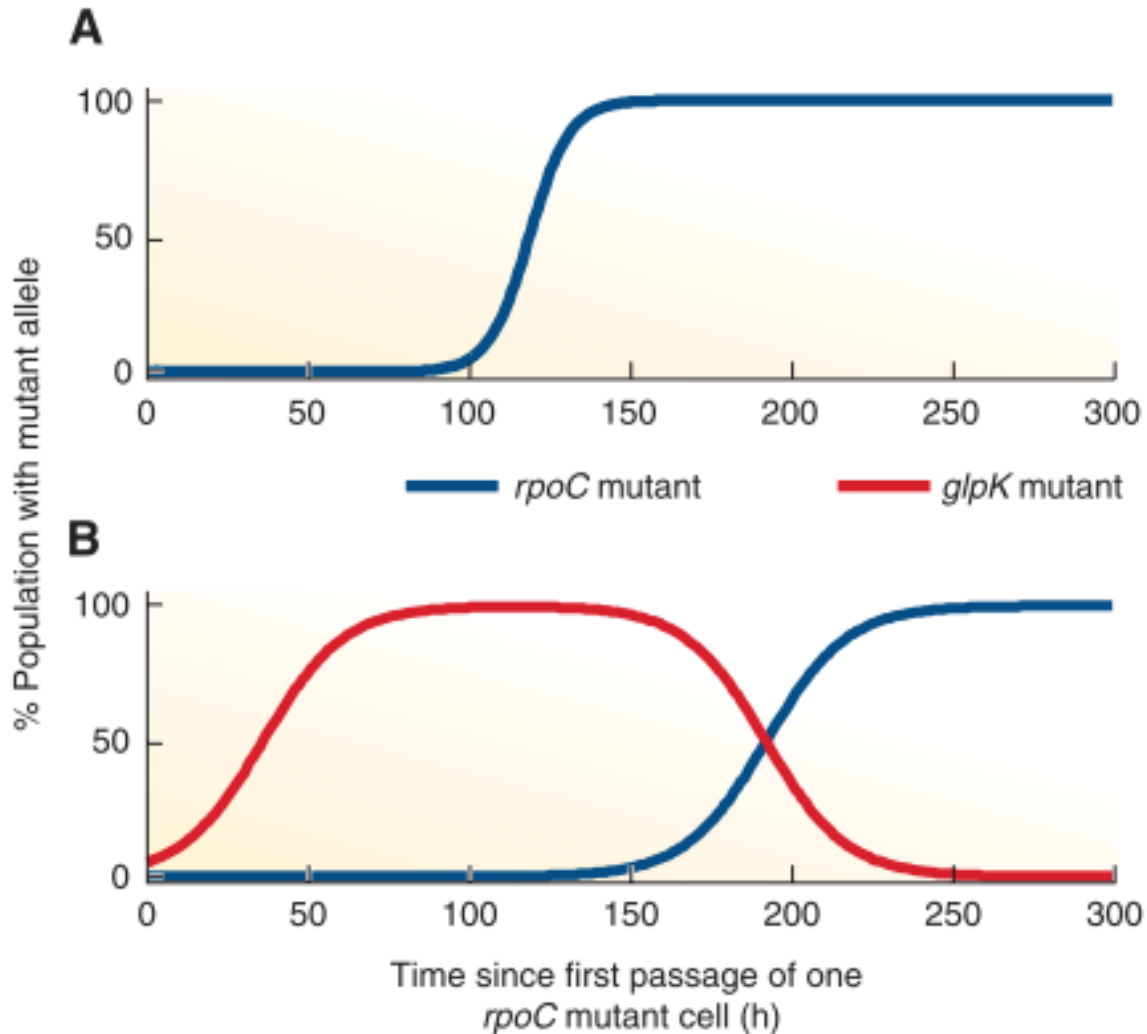 A
100
50
0
0 50 100 150 200 250 300
rpoC mutant glpK mutant
B
100
50
0
0 50 100 150 200 250 300
% Population with mutant allele
Time since first passage of one
rpoC mutant cell (h)